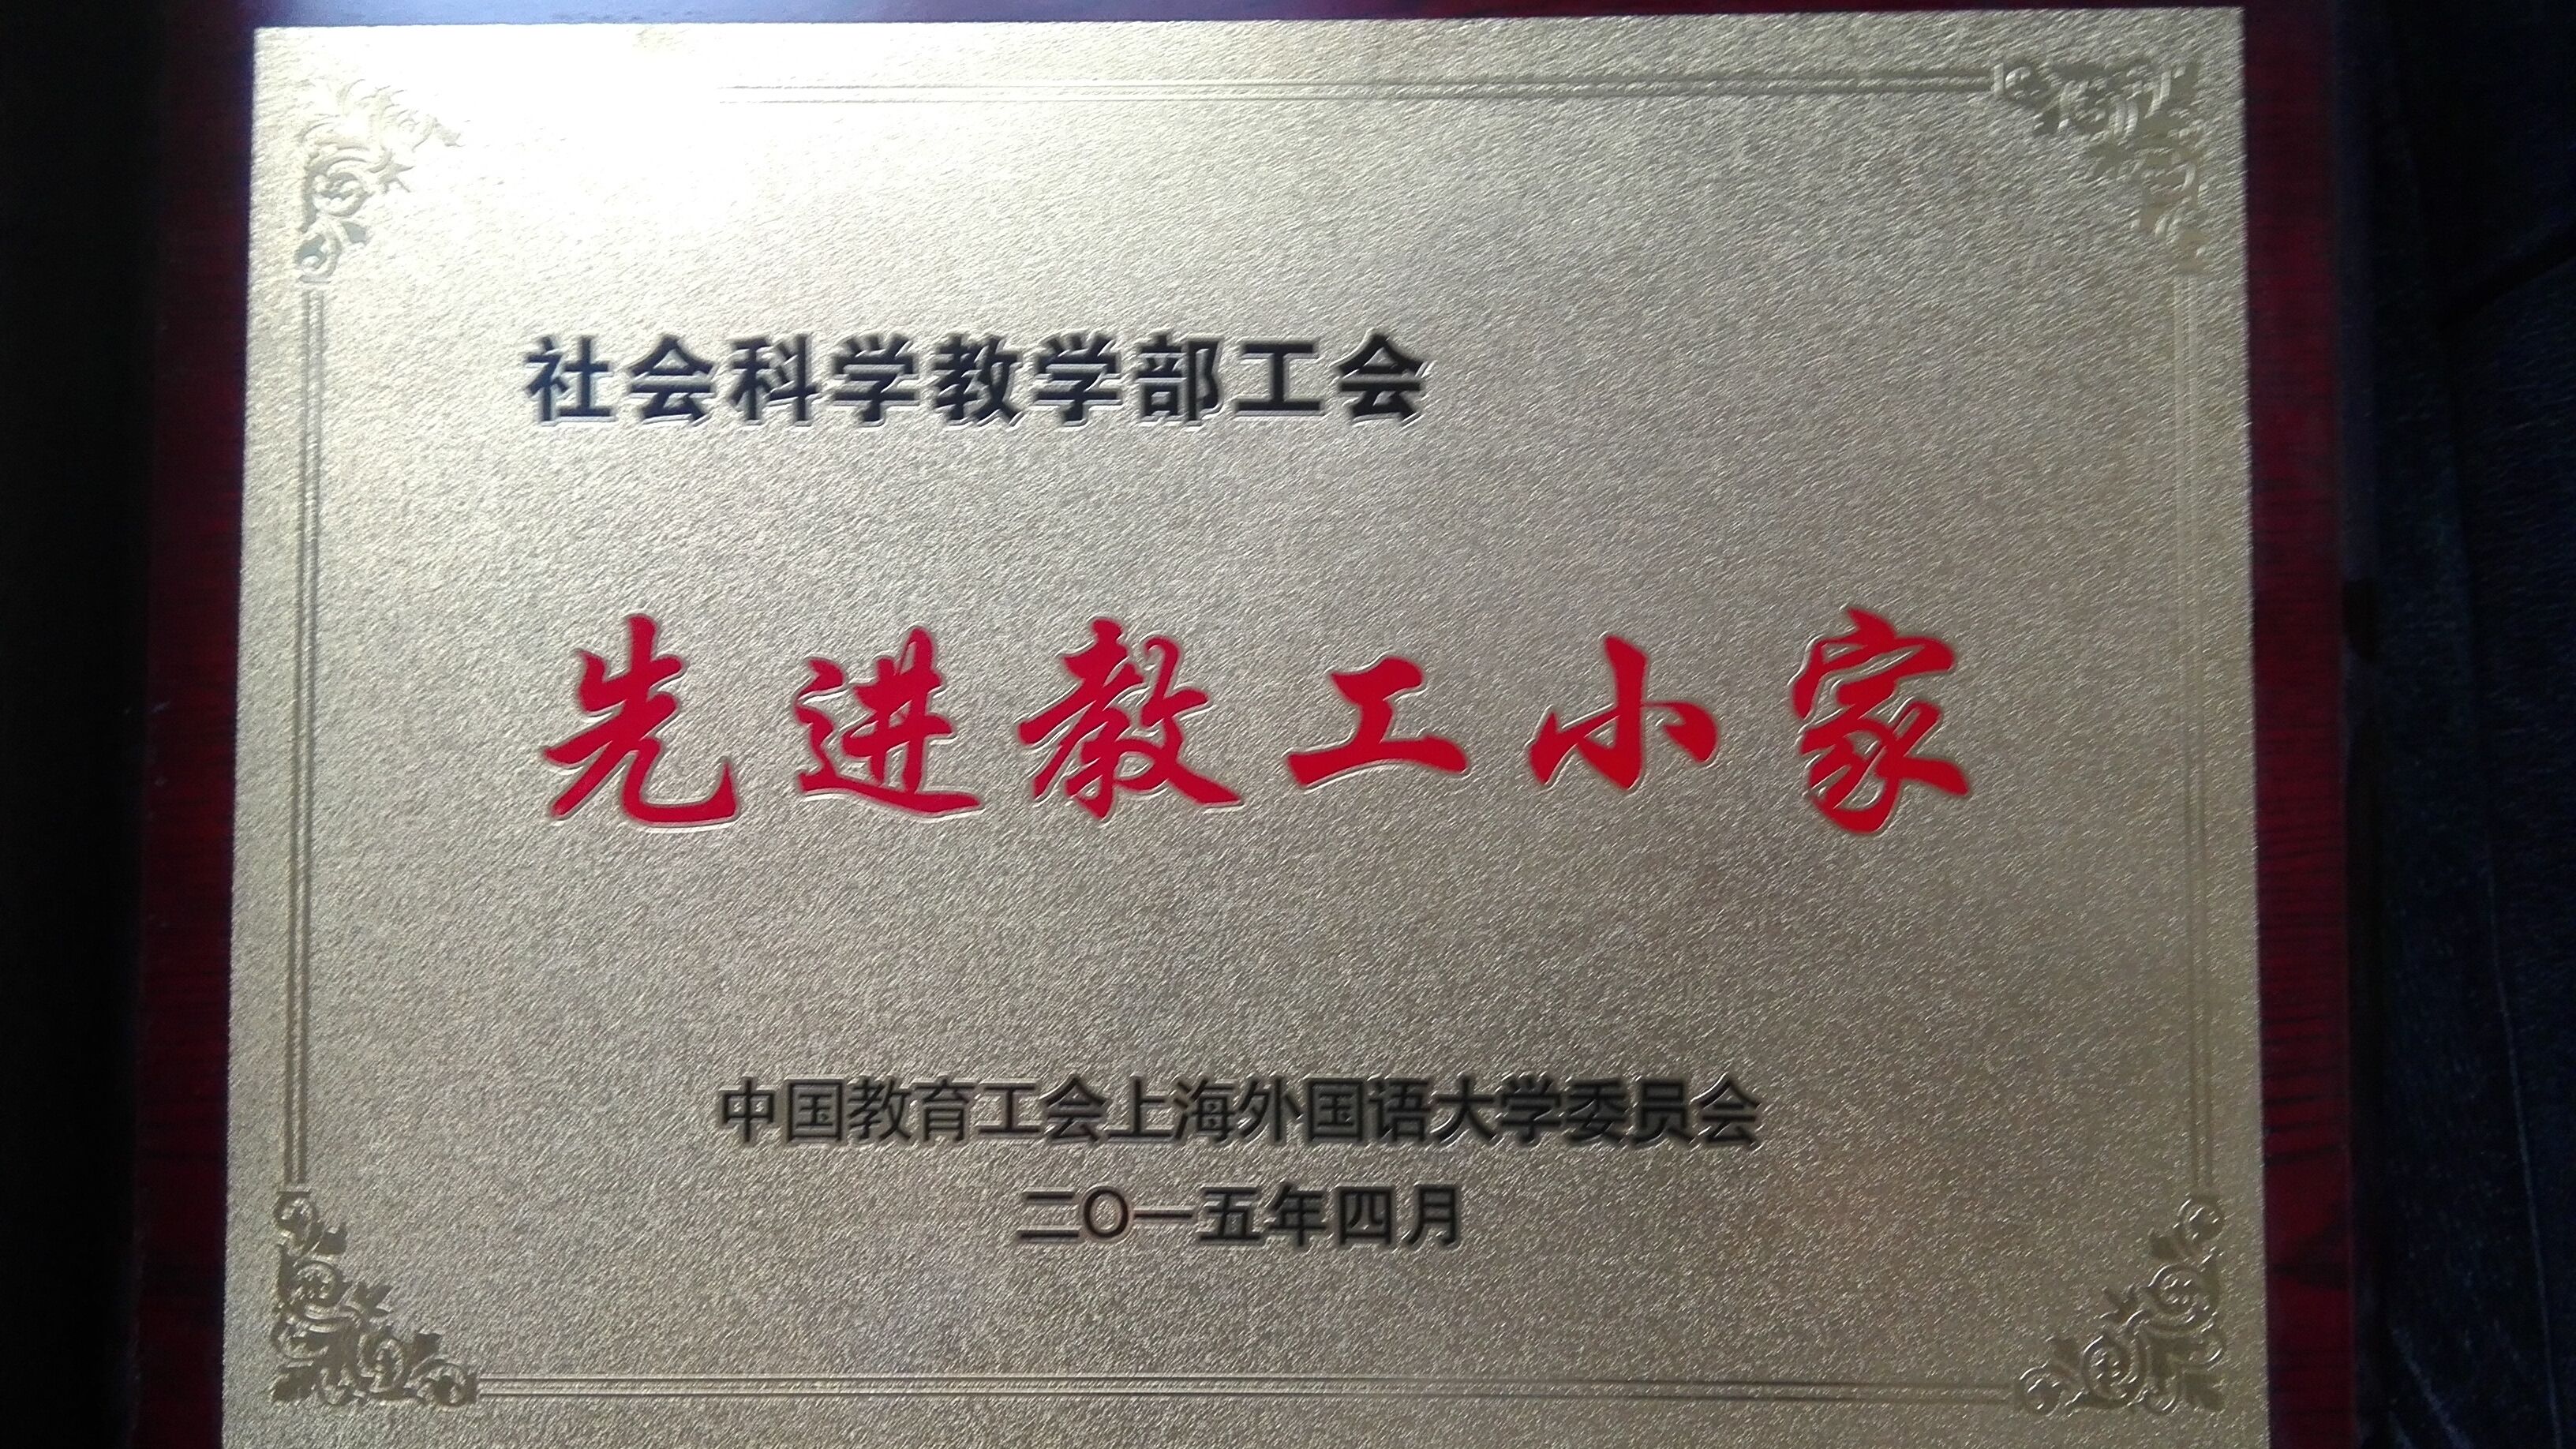 社会科学教学部工会
先进教工小家
中国教育工会上海外国语大学委员会
二〇一五年四月